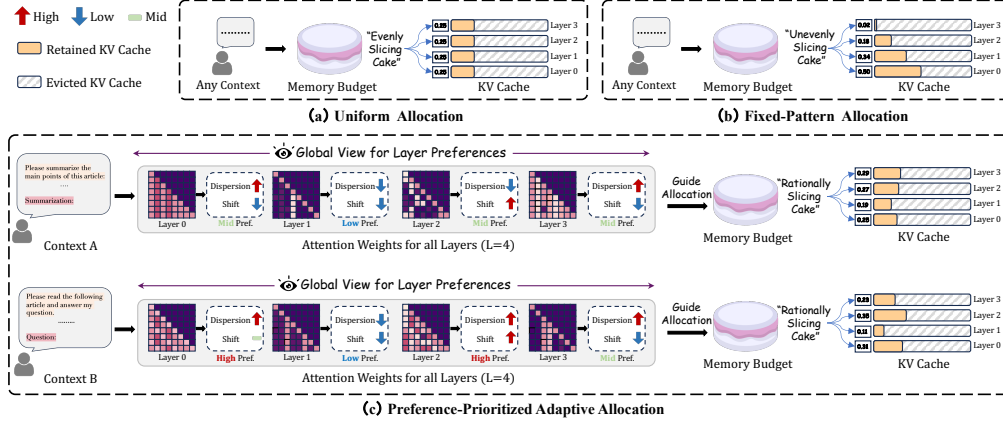 High Low Mid
Retained KV Cache
Evicted KV Cache
.........
Any Context
Memory Budget
“Evenly
Slicing
Cake”
0.25 Layer 3
0.25 Layer 2
0.25 Layer 1
0.25 Layer 0
KV Cache
(a) Uniform Allocation
.........
Any Context
Memory Budget
“Unevenly
Slicing
Cake”
0.02 Layer 3
Layer 2
0.34 Layer 1
0.50 Layer 0
KV Cache
(b) Fixed-Pattern Allocation
Please summarize the
main points of this article:
....
Summarization:
Context A
Global View for Layer Preferences
Layer 0
Dispersion
Shift
Mid Pref.
Layer 1
Dispersion
Shift
Low Pref.
Layer 2
Dispersion
Shift
Mid Pref.
Layer 3
Dispersion
Shift
Mid Pref.
Attention Weights for all Layers (L=4)
Guide
Allocation
Memory Budget
“Rationally
Slicing
Cake”
0.29 Layer 3
0.27 Layer 2
0.19 Layer 1
0.25 Layer 0
KV Cache
Please read the following
article and answer my
question.
.........
Question:
Context B
Global View for Layer Preferences
Layer 0
Dispersion
Shift
High Pref.
Layer 1
Dispersion
Shift
Low Pref.
Layer 2
Dispersion
Shift
High Pref.
Layer 3
Dispersion
Shift
Mid Pref.
Attention Weights for all Layers (L=4)
Guide
Allocation
Memory Budget
“Rationally
Slicing
Cake”
0.23 Layer 3
Layer 2
0.11 Layer 1
0.31 Layer 0
KV Cache
(c) Preference-Prioritized Adaptive Allocation